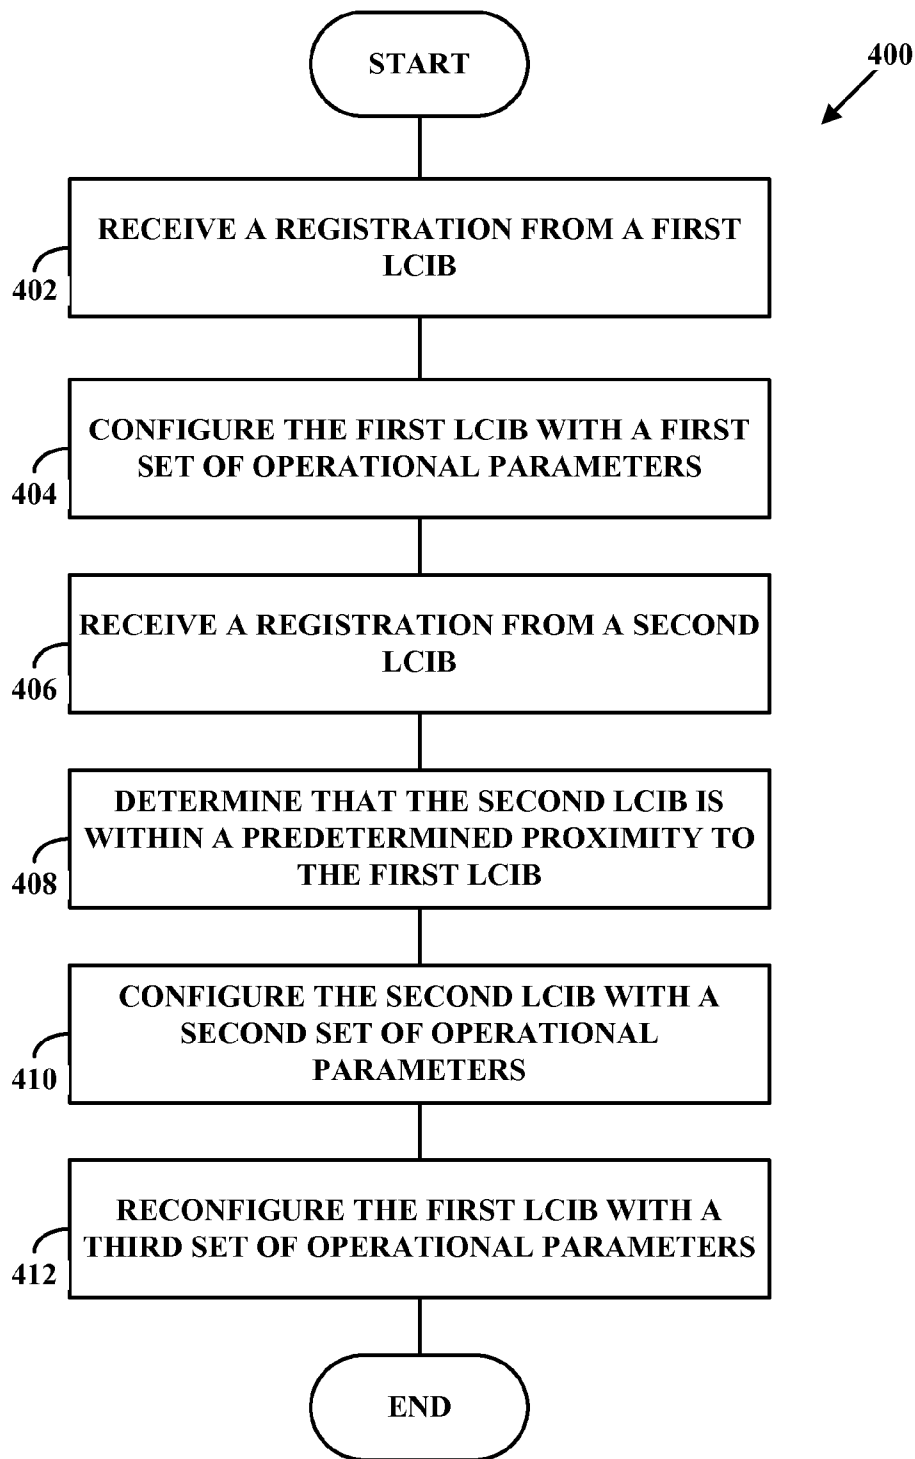 START
400
RECEIVE A REGISTRATION FROM A FIRST
LCIB
402
CONFIGURE THE FIRST LCIB WITH A FIRST
SET OF OPERATIONAL PARAMETERS
404
RECEIVE A REGISTRATION FROM A SECOND
LCIB
406
DETERMINE THAT THE SECOND LCIB IS
WITHIN A PREDETERMINED PROXIMITY TO
THE FIRST LCIB
408
CONFIGURE THE SECOND LCIB WITH A
SECOND SET OF OPERATIONAL
PARAMETERS
410
RECONFIGURE THE FIRST LCIB WITH A
THIRD SET OF OPERATIONAL PARAMETERS
412
END